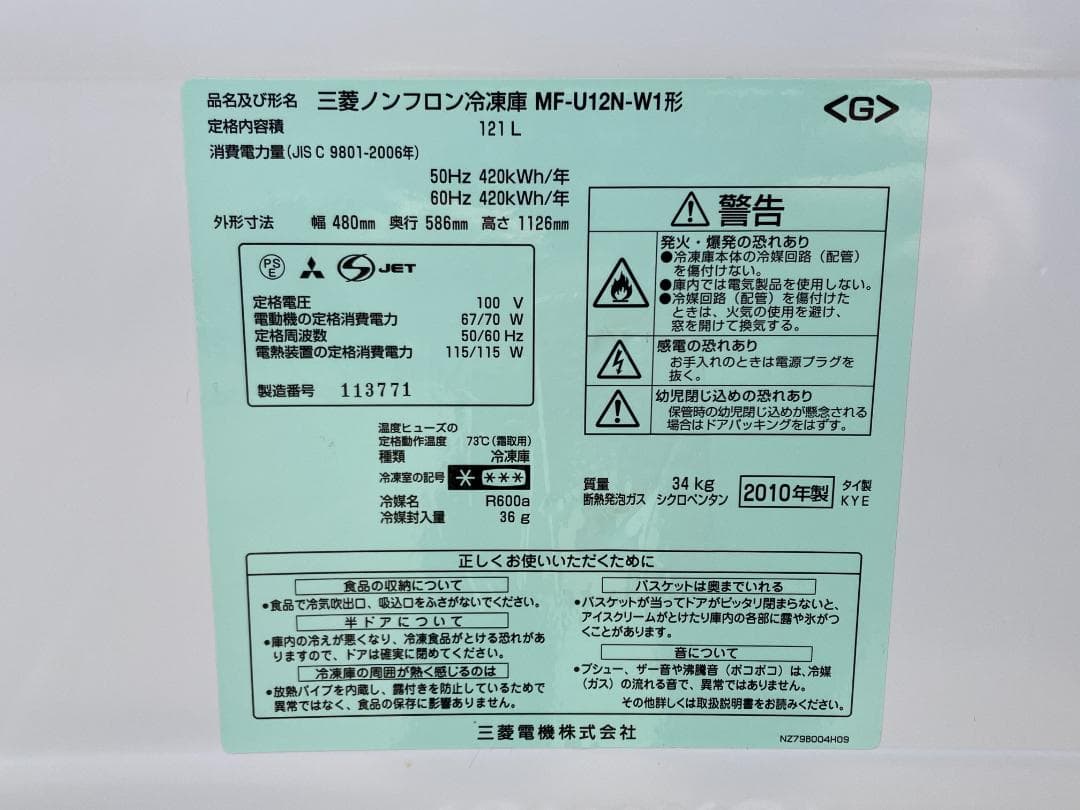 品名及び形名 三菱ノンフロン冷凍庫 MF-U12N-W1形
<G>
定格内容積 121 L
消費電力量(JIS C 9801-2006年)
50Hz 420kWh/年
60Hz 420kWh/年
外形寸法 幅 480mm 奥行 586mm 高さ 1126mm
PS
E
JET
定格電圧 100 V
電動機の定格消費電力 67/70 W
定格周波数 50/60 Hz
電熱装置の定格消費電力 115/115 W
製造番号 113771
警告
発火・爆発の恐れあり
●冷凍庫本体の冷媒回路（配管）
を傷付けない。
●庫内では電気製品を使用しない。
●冷媒回路（配管）を傷付けた
ときは、火気の使用を避け、
窓を開けて換気する。
感電の恐れあり
お手入れのときは電源プラグを
抜く。
幼児閉じ込めの恐れあり
保管時の幼児閉じ込めが懸念される
場合はドアパッキングをはずす。
温度ヒューズの
定格動作温度 73℃(霜取用)
種類 冷凍庫
冷凍室の記号 * ***
冷媒名 R600a
冷媒封入量 36 g
質量 34 kg
断熱発泡ガス シクロペンタン
2010年製
タイ製
KYE
正しくお使いいただくために
食品の収納について
●食品で冷気吹出口、吸込口をふさがないでください。
半ドアについて
●庫内の冷えが悪くなり、冷凍食品がとける恐れがあ
りますので、ドアは確実に閉めてください。
冷凍庫の周囲が熱く感じるのは
●放熱パイプを内蔵し、露付きを防止しているためで
異常ではなく、食品の保存に影響ありません。
バスケットは奥までいれる
●バスケットが当ってドアがピッタリ閉まらないと、
アイスクリームがとけたり庫内の各部に露や氷がつ
くことがあります。
音について
●プシュー、ザー音や沸騰音（ポコポコ）は、冷媒
（ガス）の流れる音で、異常ではありません。
その他詳しくは取扱説明書をお読みください。
三菱電機株式会社
NZ79B004H09